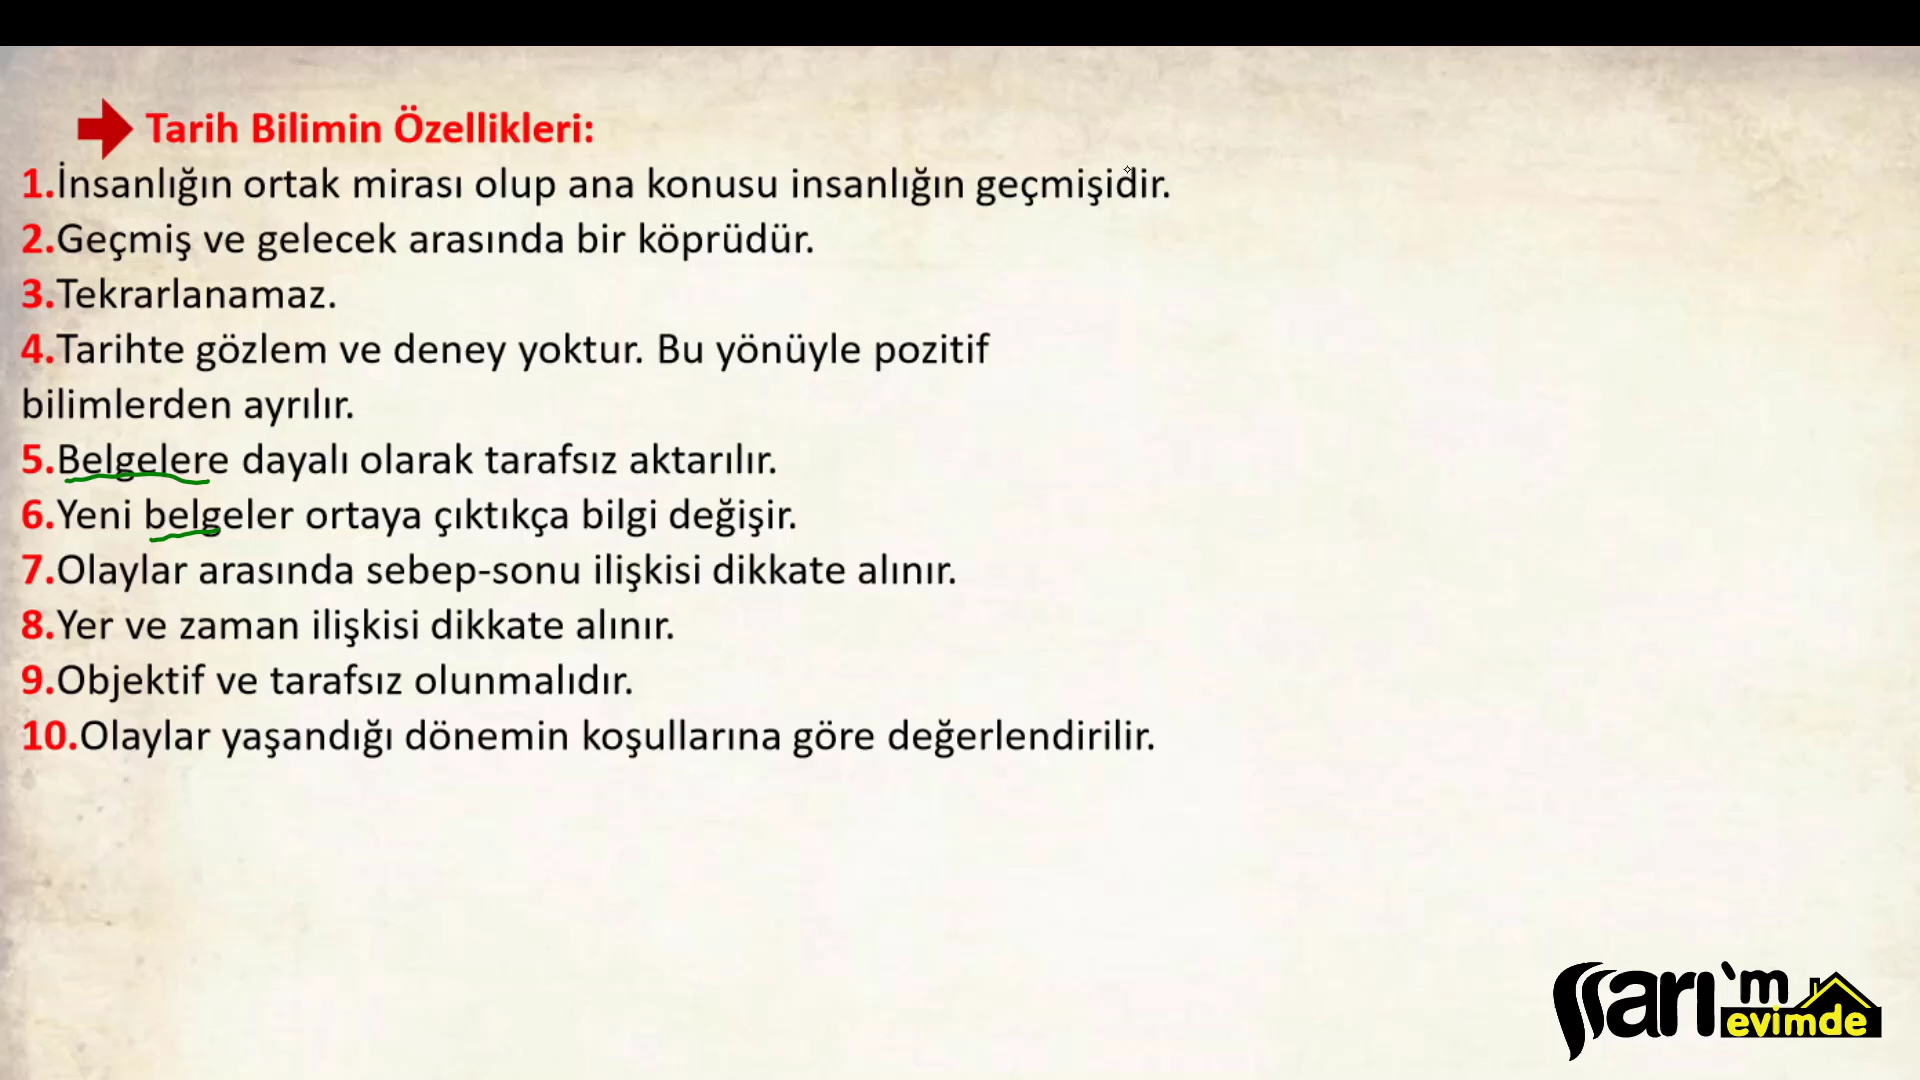 Tarih Bilimin Özellikleri:
1.İnsanlığın ortak mirası olup ana konusu insanlığın geçmişidir.
2.Geçmiş ve gelecek arasında bir köprüdür.
3.Tekrarlanamaz.
4.Tarihte gözlem ve deney yoktur. Bu yönüyle pozitif
bilimlerden ayrılır.
5.Belgelere dayalı olarak tarafsız aktarılır.
6.Yeni belgeler ortaya çıktıkça bilgi değişir.
7.Olaylar arasında sebep-sonu ilişkisi dikkate alınır.
8.Yer ve zaman ilişkisi dikkate alınır.
9.Objektif ve tarafsız olunmalıdır.
10.Olaylar yaşandığı dönemin koşullarına göre değerlendirilir.
Sarı'm
evimde